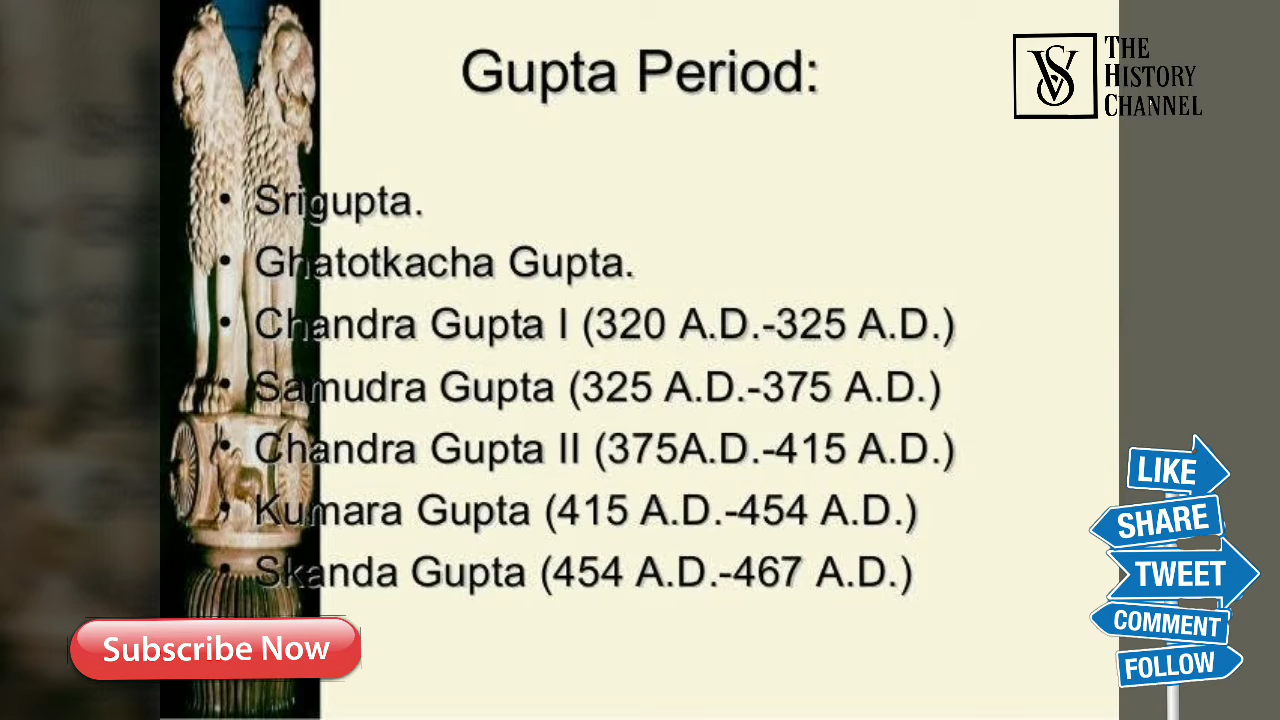 Gupta Period:
VS
THE
HISTORY
CHANNEL
• Srigupta.
• Ghatotkacha Gupta.
• Chandra Gupta I (320 A.D.-325 A.D.)
• Samudra Gupta (325 A.D.-375 A.D.)
• Chandra Gupta II (375A.D.-415 A.D.)
• Kumara Gupta (415 A.D.-454 A.D.)
• Skanda Gupta (454 A.D.-467 A.D.)
LIKE
SHARE
TWEET
COMMENT
FOLLOW
Subscribe Now